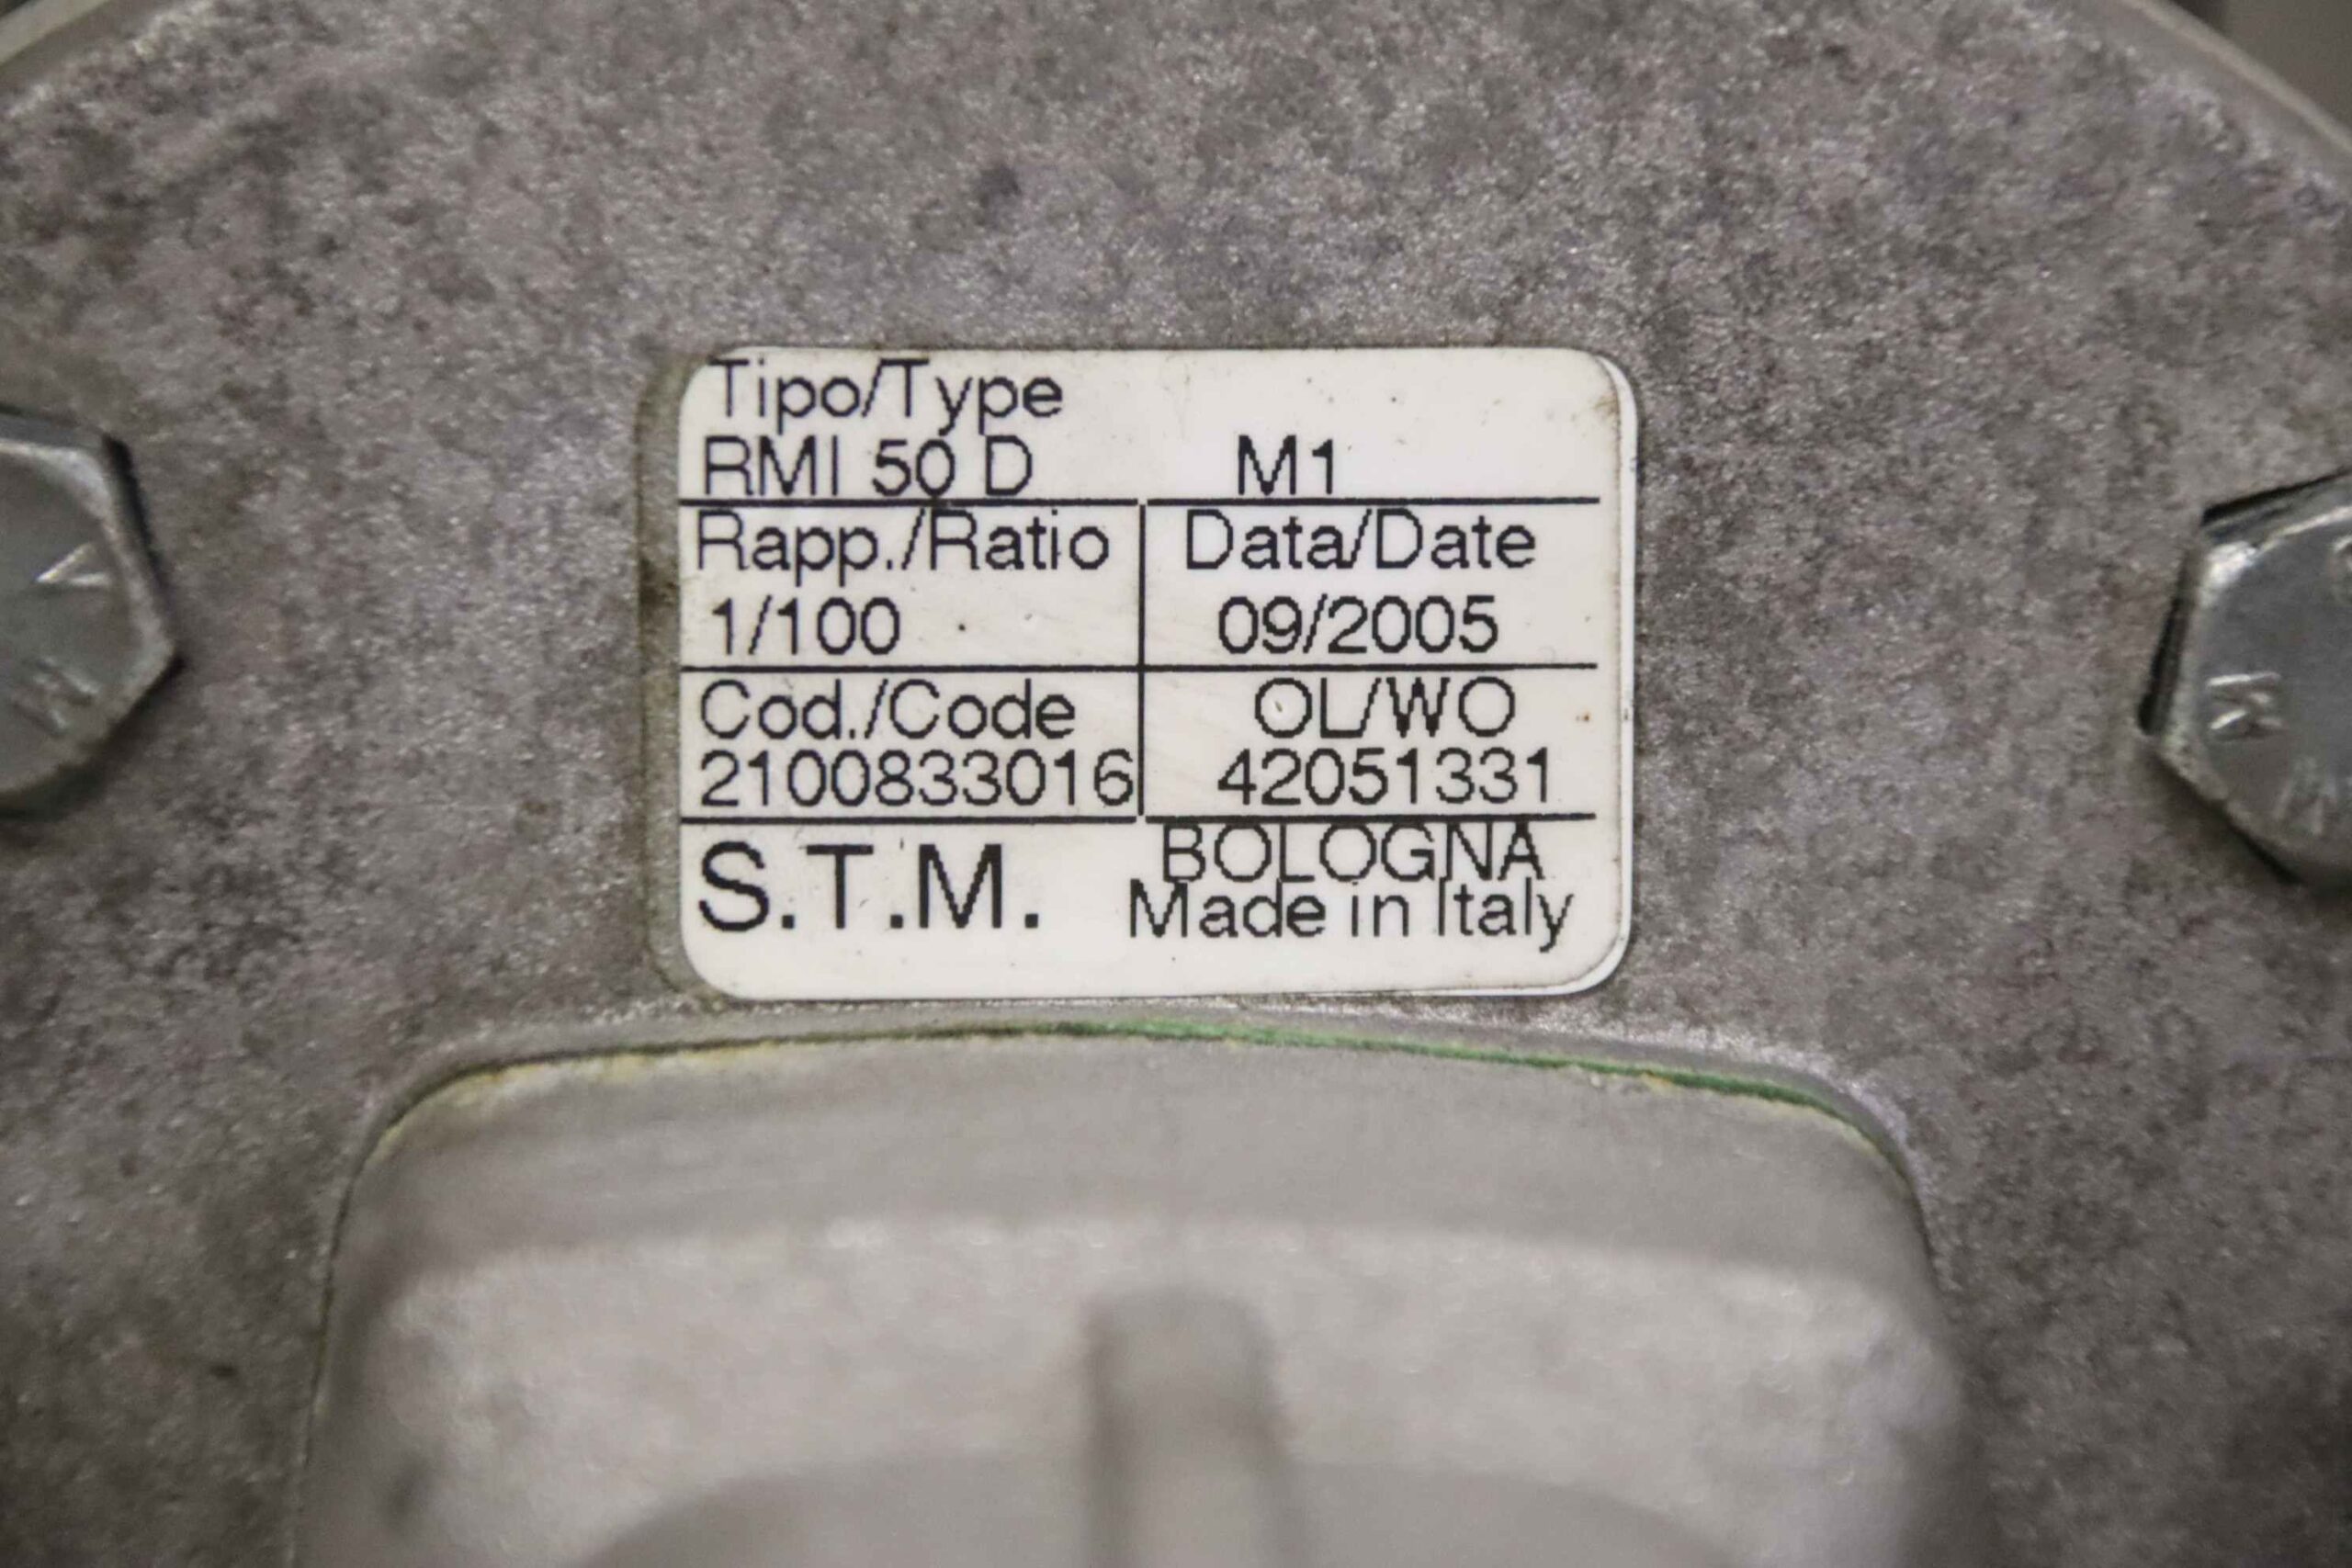 Tipo/Type
RMI 50 D M1
Rapp./Ratio Data/Date
1/100 09/2005
Cod./Code OL/WO
2100833016 42051331
S.T.M. BOLOGNA
Made in Italy